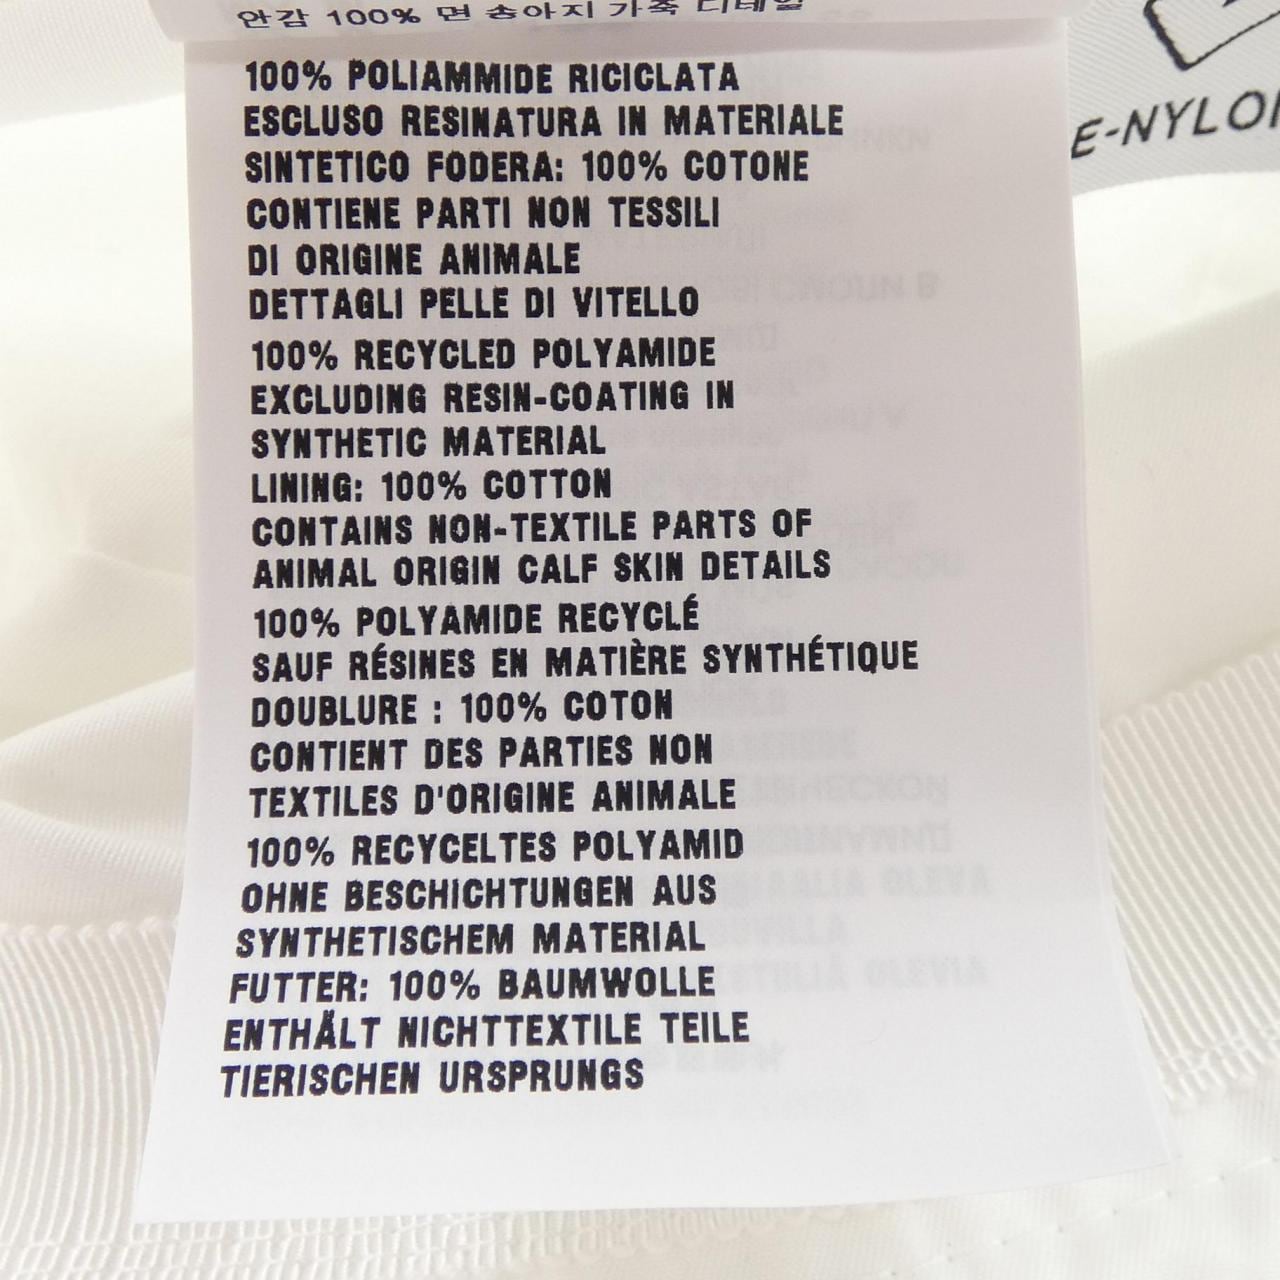 안감 100% 면 송아지 가죽 디테일
E-NYLON
100% POLIAMMIDE RICICLATA
ESCLUSO RESINATURA IN MATERIALE
SINTETICO FODERA: 100% COTONE
CONTIENE PARTI NON TESSILI
DI ORIGINE ANIMALE
DETTAGLI PELLE DI VITELLO
100% RECYCLED POLYAMIDE
EXCLUDING RESIN-COATING IN
SYNTHETIC MATERIAL
LINING: 100% COTTON
CONTAINS NON-TEXTILE PARTS OF
ANIMAL ORIGIN CALF SKIN DETAILS
100% POLYAMIDE RECYCLÉ
SAUF RÉSINES EN MATIÈRE SYNTHÉTIQUE
DOUBLURE : 100% COTON
CONTIENT DES PARTIES NON
TEXTILES D'ORIGINE ANIMALE
100% RECYCELTES POLYAMID
OHNE BESCHICHTUNGEN AUS
SYNTHETISCHEM MATERIAL
FUTTER: 100% BAUMWOLLE
ENTHÄLT NICHTTEXTILE TEILE
TIERISCHEN URSPRUNGS